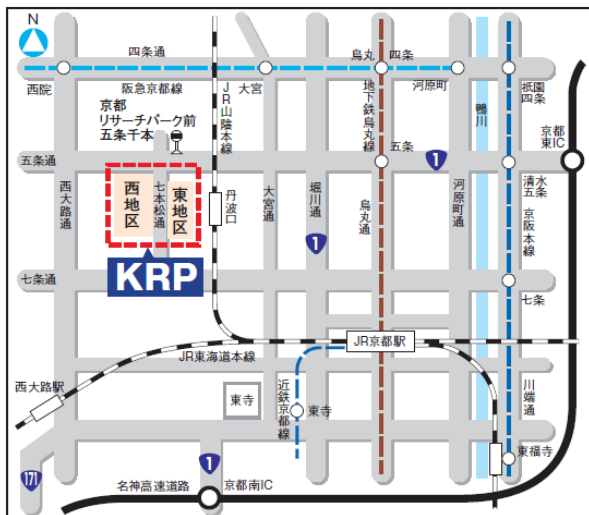 N
四条通
烏丸
四条
西院
阪急京都線
大宮
河原町
祇園
四条
京都
リサーチパーク前
五条千本
JR山陰本線
地下鉄烏丸線
鴨川
京都
東IC
五条通
五条
1
清水
五条
西大路通
西地区
七本松通
東地区
丹波口
大宮通
堀川通
烏丸通
河原町通
京阪本線
1
KRP
七条通
七条
JR京都駅
JR東海道本線
西大路駅
東寺
近鉄京都線
東寺
川端通
東福寺
171
1
名神高速道路
京都南IC